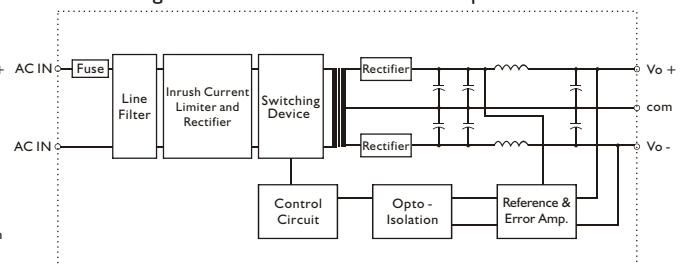 + AC IN
Fuse
Line
Filter
Inrush Current
Limiter and
Rectifier
Switching
Device
Rectifier
Vo +
com
AC IN
Rectifier
Vo -
Control
Circuit
Opto -
Isolation
Reference &
Error Amp.